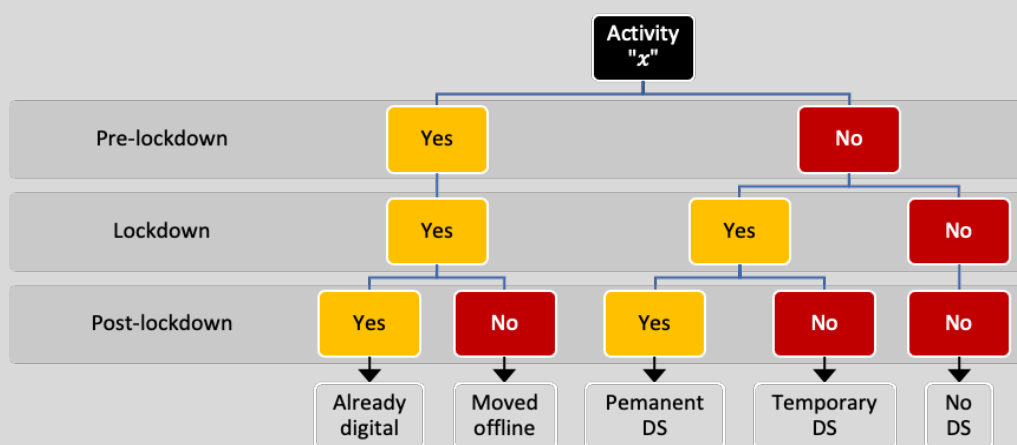 Activity
"x"
Pre-lockdown
Yes
No
Lockdown
Yes
Yes
No
Post-lockdown
Yes
No
Yes
No
No
Already
digital
Moved
offline
Pemanent
DS
Temporary
DS
No
DS